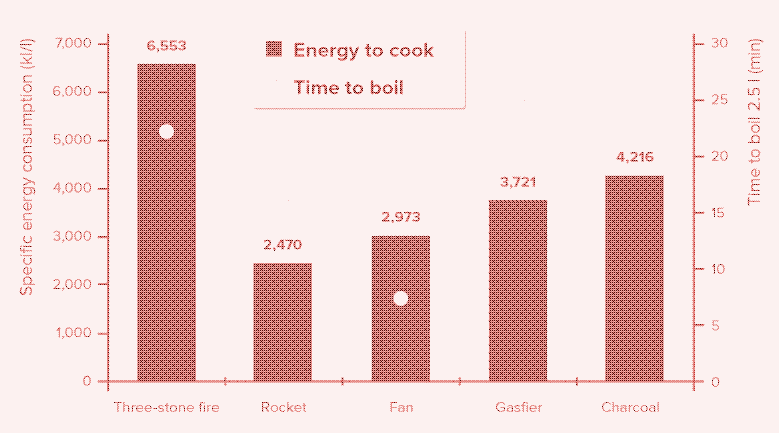 Energy to cook
Time to boil
Specific energy consumption (kl/l)
7,000
6,000
5,000
4,000
3,000
2,000
1,000
0
6,553
2,470
2,973
3,721
4,216
30
25
20
15
10
5
0
Time to boil 2.5 l (min)
Three-stone fire
Rocket
Fan
Gasfier
Charcoal